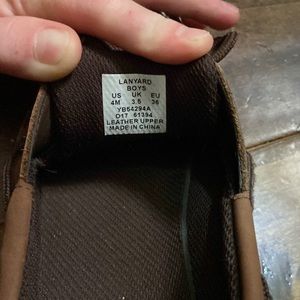 LANYARD
BOYS
US UK EU
4M 3.5 36
YB54294A
D17 61394
LEATHER UPPER
MADE IN CHINA